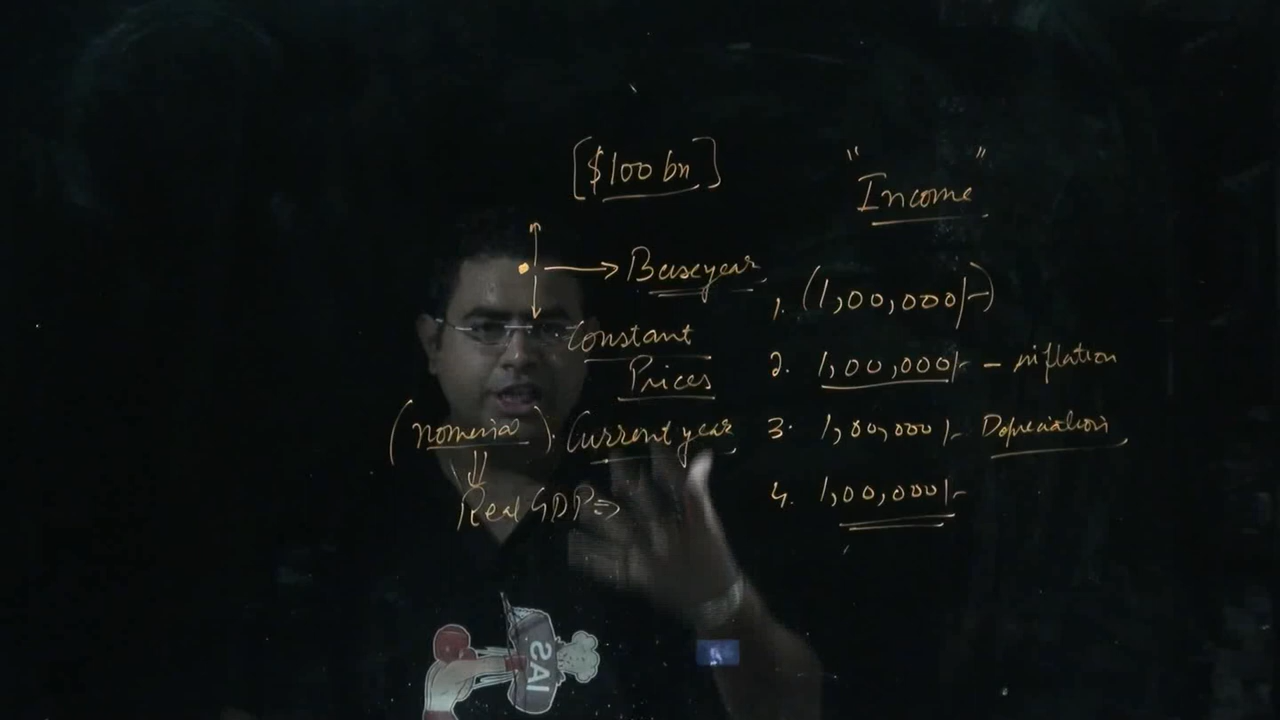 [$100 bn]
"Income"
Baseyear
1. (1,00,000/-)
Constant
Prices
2. 1,00,000/- - inflation
(nominal). Current year
3. 1,00,000/- Depreciation
Real GDP ⇒
4. 1,00,000/-
IAS